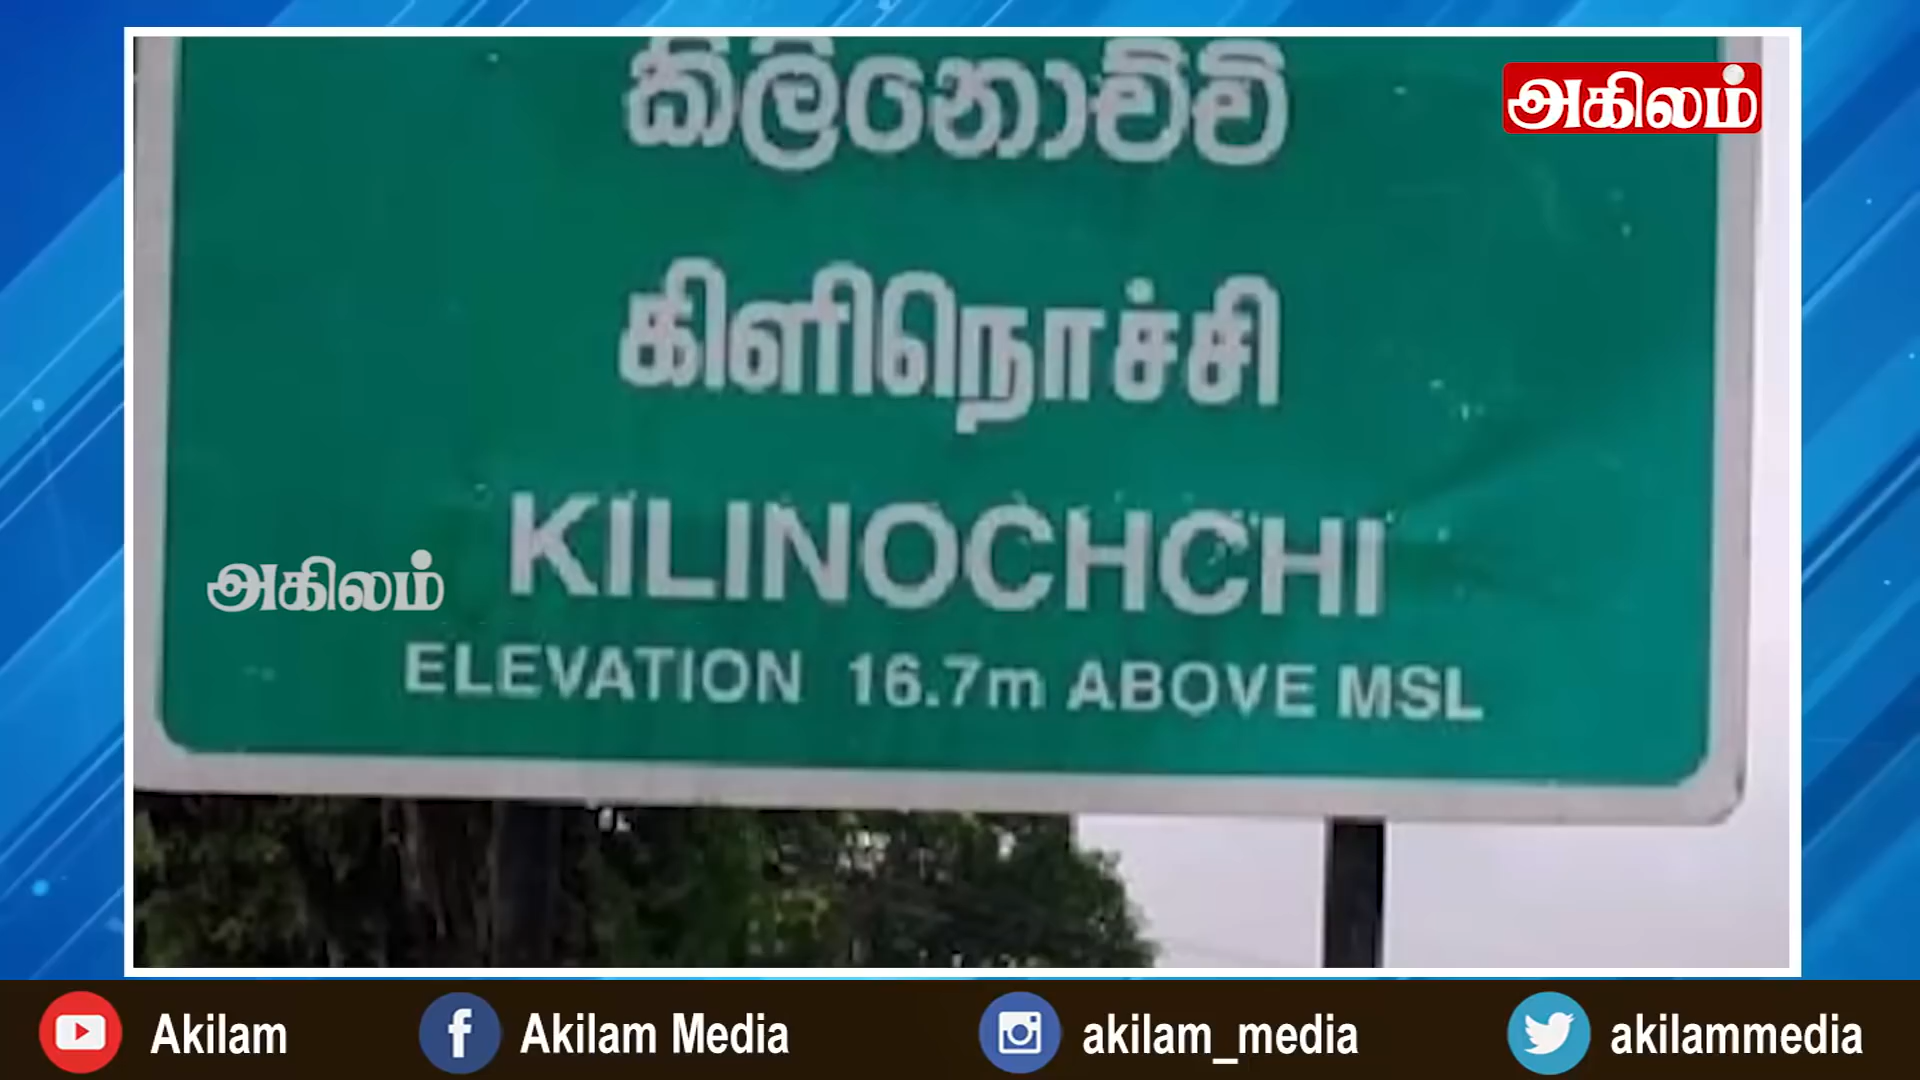 කිලිනොච්චි
அகிலம்
கிளிநொச்சி
KILINOCHCHI
அகிலம்
ELEVATION 16.7m ABOVE MSL
Akilam
Akilam Media
akilam_media
akilammedia